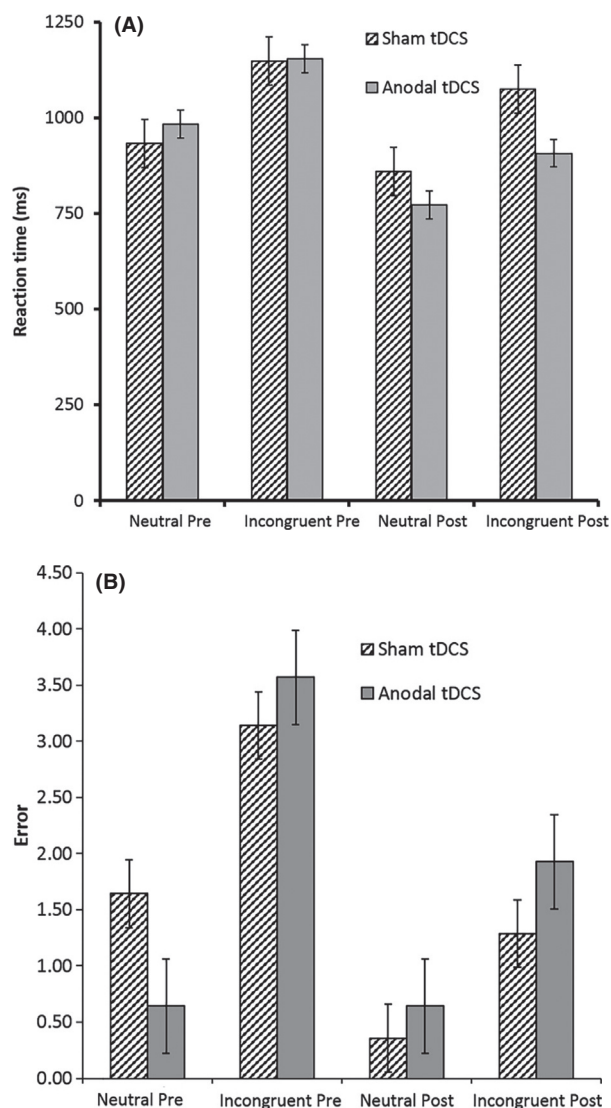 (A)
Sham tDCS
Anodal tDCS
Reaction time (ms)
1250
1000
750
500
250
0
Neutral Pre Incongruent Pre Neutral Post Incongruent Post
(B)
Sham tDCS
Anodal tDCS
Error
4.50
4.00
3.50
3.00
2.50
2.00
1.50
1.00
0.50
0.00
Neutral Pre Incongruent Pre Neutral Post Incongruent Post